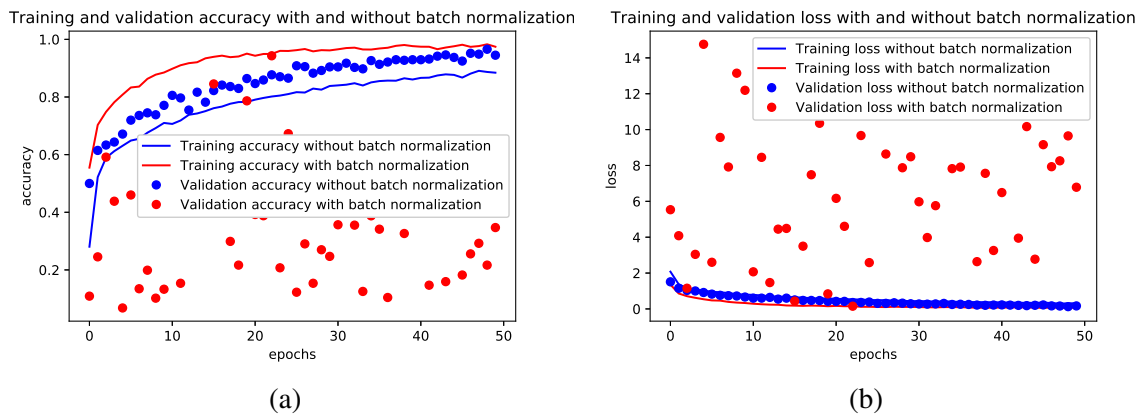 Training and validation accuracy with and without batch normalization
1.0
0.8
0.6
0.4
0.2
accuracy
Training accuracy without batch normalization
Training accuracy with batch normalization
Validation accuracy without batch normalization
Validation accuracy with batch normalization
0 10 20 30 40 50
epochs
(a)
Training and validation loss with and without batch normalization
14
12
10
8
6
4
2
0
loss
Training loss without batch normalization
Training loss with batch normalization
Validation loss without batch normalization
Validation loss with batch normalization
0 10 20 30 40 50
epochs
(b)